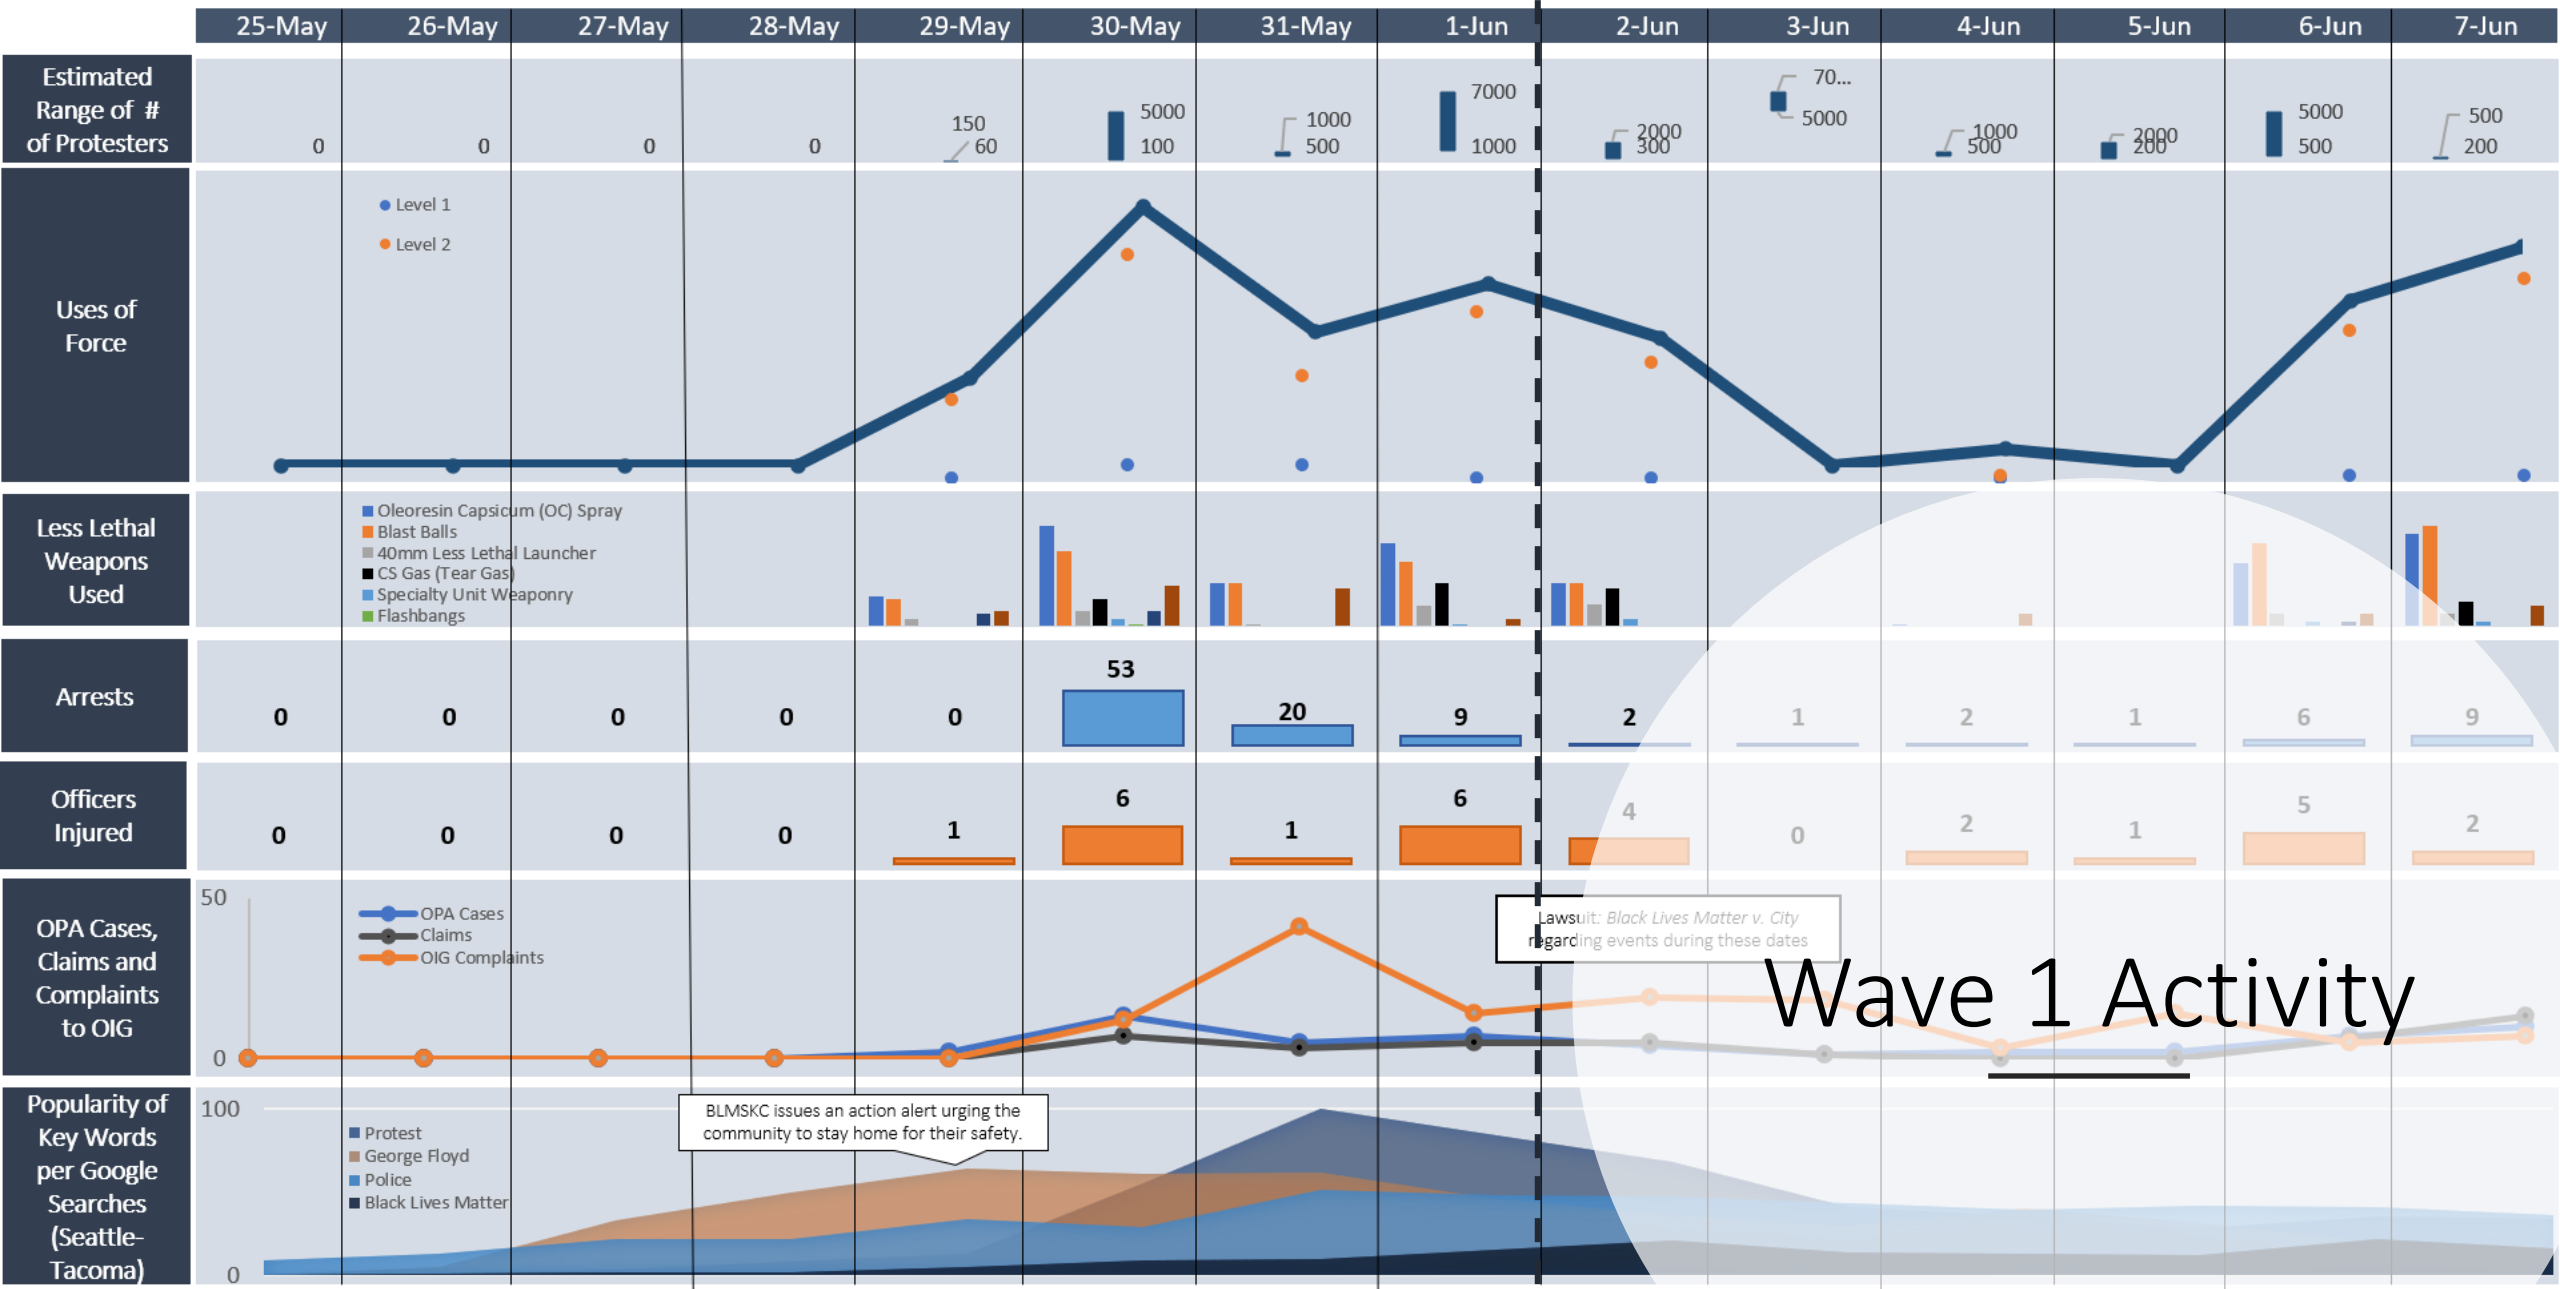 25-May 26-May 27-May 28-May 29-May 30-May 31-May 1-Jun 2-Jun 3-Jun 4-Jun 5-Jun 6-Jun 7-Jun
Estimated
Range of #
of Protesters
0 0 0 0
150
60
5000
100
1000
500
7000
1000
2000
300
70...
5000
1000
500
2000
200
5000
500
500
200
Uses of
Force
Level 1
Level 2
Less Lethal
Weapons
Used
Oleoresin Capsicum (OC) Spray
Blast Balls
40mm Less Lethal Launcher
CS Gas (Tear Gas)
Specialty Unit Weaponry
Flashbangs
Arrests
0 0 0 0 0 53 20 9 2 1 2 1 6 9
Officers
Injured
0 0 0 0 1 6 1 6 4 0 2 1 5 2
OPA Cases,
Claims and
Complaints
to OIG
50
0
OPA Cases
Claims
OIG Complaints
Lawsuit: Black Lives Matter v. City
regarding events during these dates
Wave 1 Activity
Popularity of
Key Words
per Google
Searches
(Seattle-
Tacoma)
100
0
Protest
George Floyd
Police
Black Lives Matter
BLMSKC issues an action alert urging the
community to stay home for their safety.